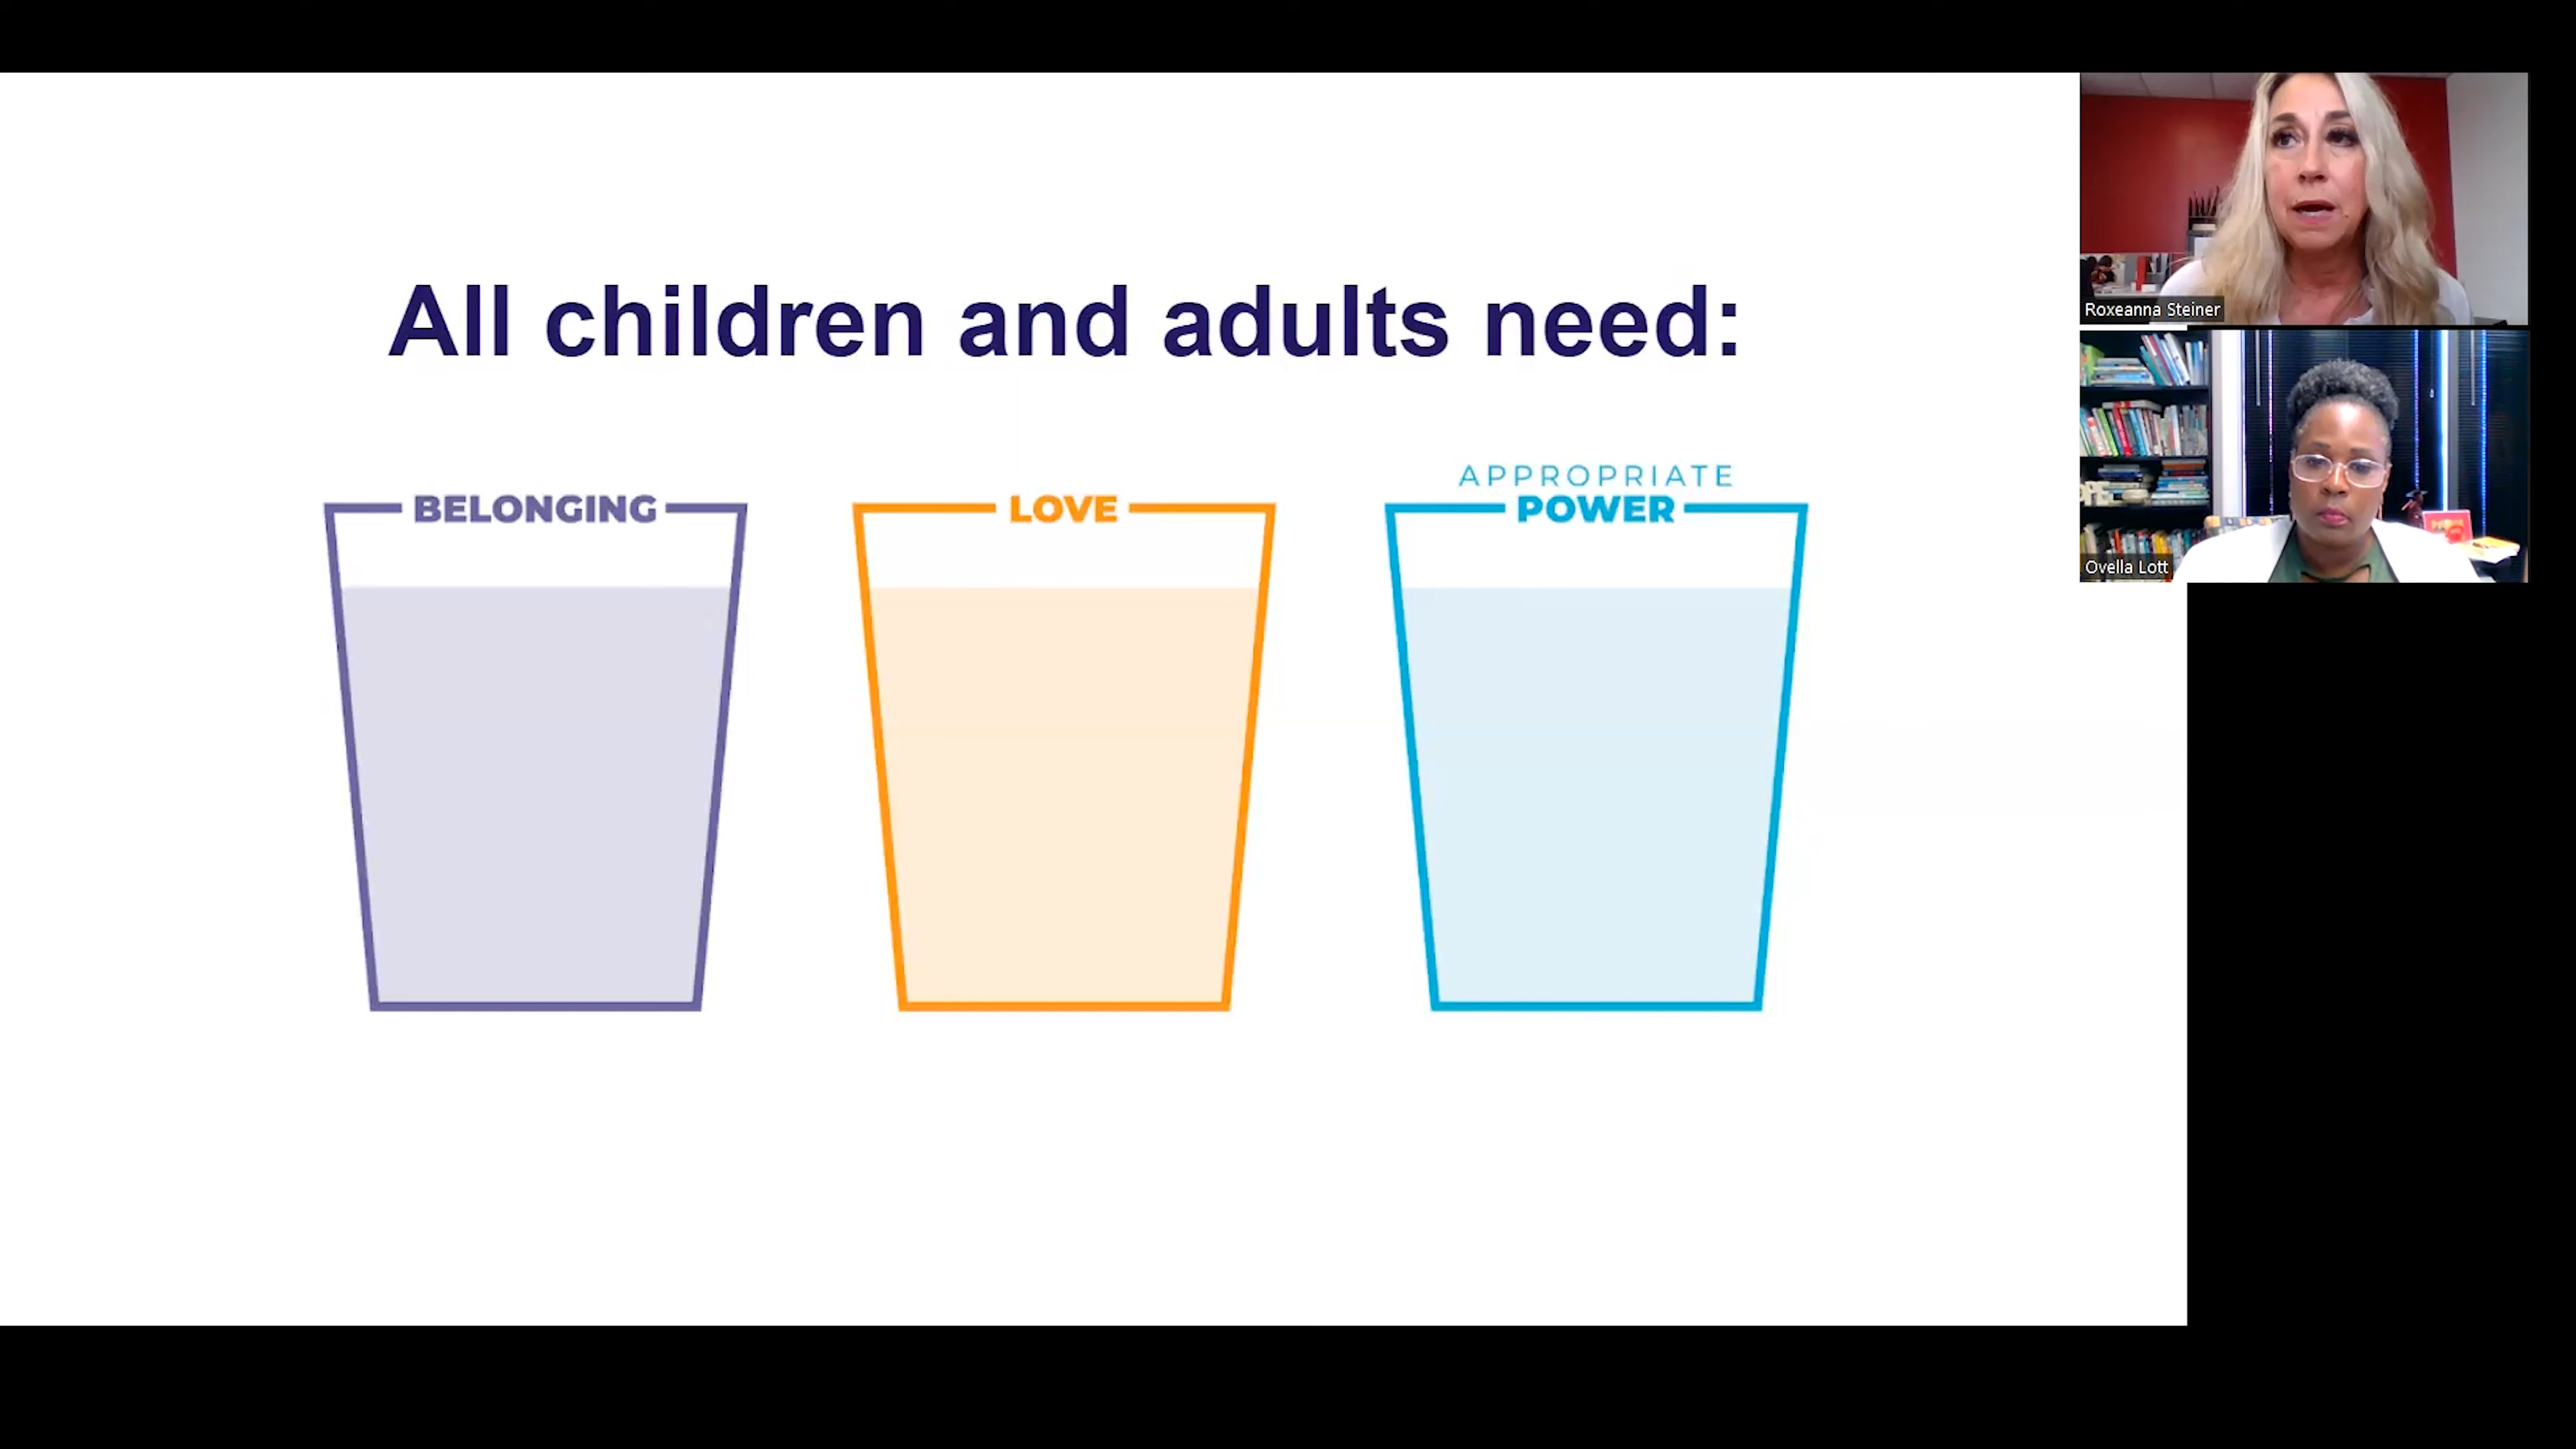 All children and adults need:
BELONGING
LOVE
APPROPRIATE
POWER
Roxeanna Steiner
Ovella Lott